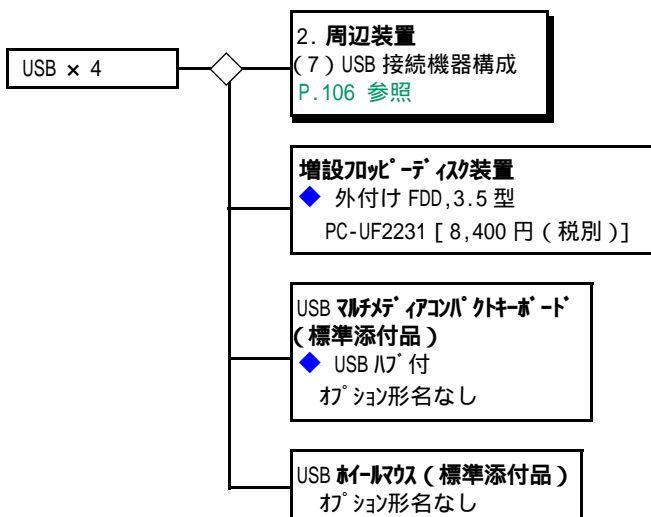 USB × 4
2. 周辺装置
(7) USB 接続機器構成
P.106 参照
増設ﾌﾛｯﾋﾟｰﾃﾞｨｽｸ装置
◆ 外付け FDD,3.5 型
PC-UF2231 [ 8,400 円 ( 税別 )]
USB ﾏﾙﾁﾒﾃﾞｨｱｺﾝﾊﾟｸﾄｷｰﾎﾞｰﾄﾞ
( 標準添付品 )
◆ USB ﾊﾌﾞ付
ｵﾌﾟｼｮﾝ形名なし
USB ﾎｲｰﾙﾏｳｽ ( 標準添付品 )
ｵﾌﾟｼｮﾝ形名なし